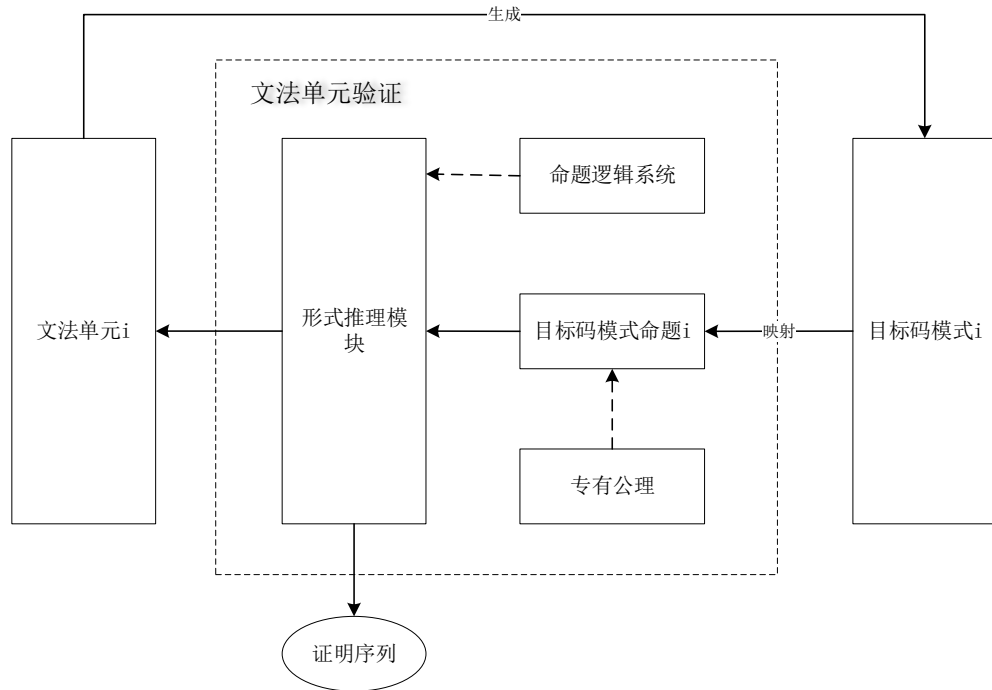 生成
文法单元验证
命题逻辑系统
文法单元i
形式推理模
块
目标码模式命题i
映射
目标码模式i
专有公理
证明序列